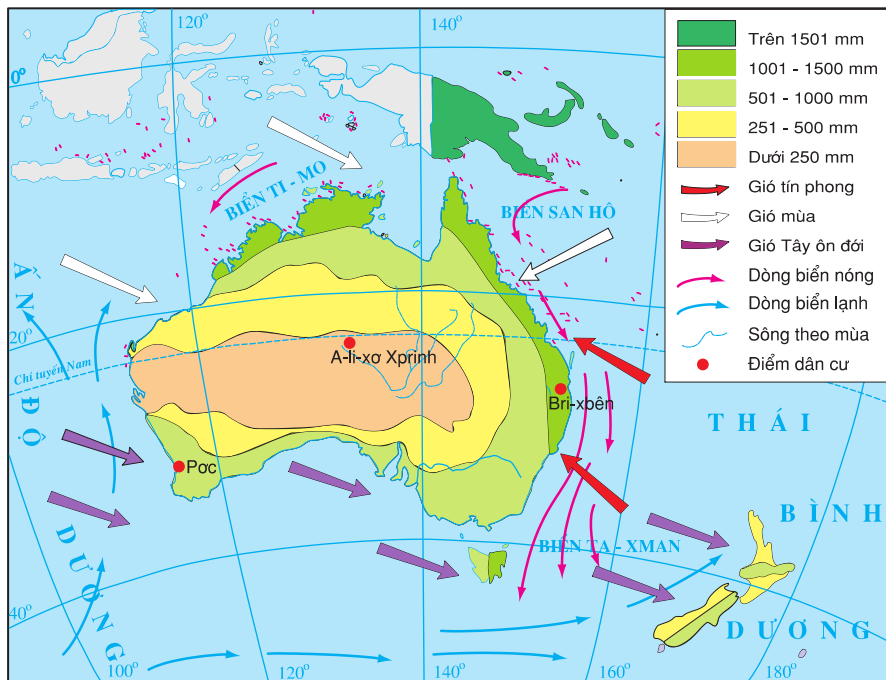 120°
140°
0°
Trên 1501 mm
1001 - 1500 mm
501 - 1000 mm
251 - 500 mm
Dưới 250 mm
Gió tín phong
Gió mùa
Gió Tây ôn đới
Dòng biển nóng
Dòng biển lạnh
Sông theo mùa
Điểm dân cư
BIỂN TI - MO
BIỂN SAN HÔ
ẤN
ĐỘ
DƯƠNG
20°
Chí tuyến Nam
A-li-xơ Xprinh
Bri-xbên
Pơc
THÁI
BÌNH
DƯƠNG
BIỂN TA - XMAN
40°
100°
120°
140°
160°
180°